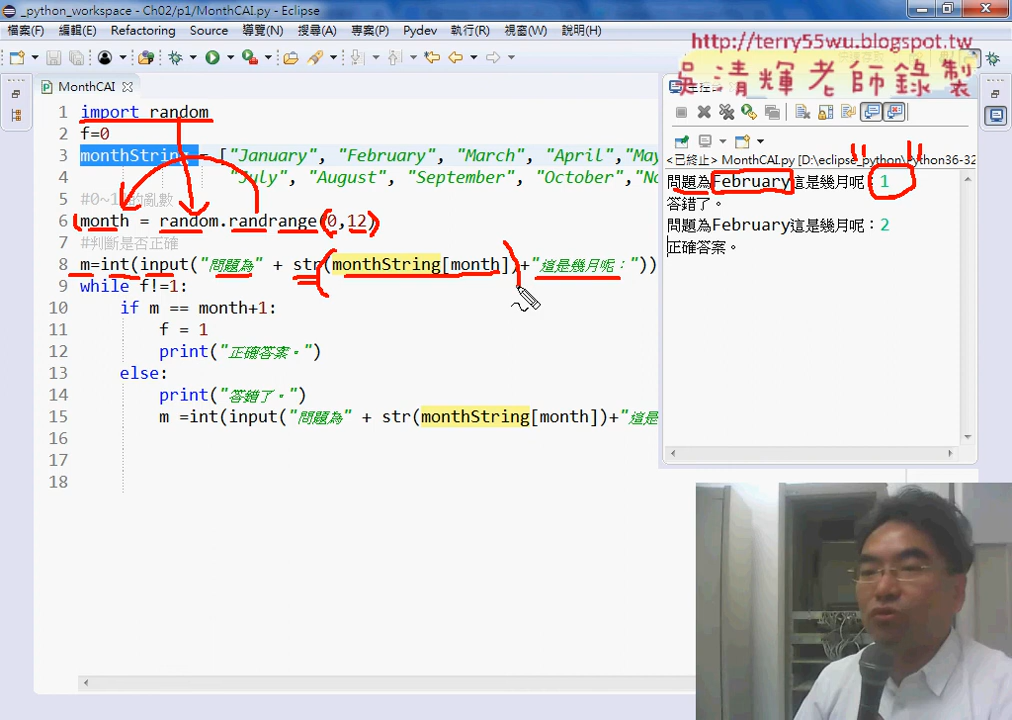 _python_workspace - Ch02/p1/MonthCAI.py - Eclipse
檔案(F) 編輯(E) Refactoring Source 導覽(N) 搜尋(A) 專案(P) Pydev 執行(R) 視窗(W) 說明(H)
http://terry55wu.blogspot.tw
吳清輝老師錄製
MonthCAI
1 import random
2 f=0
3 monthString = ["January", "February", "March", "April","May
4 "July", "August", "September", "October","No
5 #0~1 的亂數
6 month = random.randrange(0,12)
7 #判斷是否正確
8 m=int(input("問題為" + str(monthString[month])+"這是幾月呢："))
9 while f!=1:
10 if m == month+1:
11 f = 1
12 print("正確答案。")
13 else:
14 print("答錯了。")
15 m =int(input("問題為" + str(monthString[month])+"這是
16
17
18
<已終止> MonthCAI.py [D:\eclipse_python\Python36-32
問題為February這是幾月呢：1
答錯了。
問題為February這是幾月呢：2
正確答案。